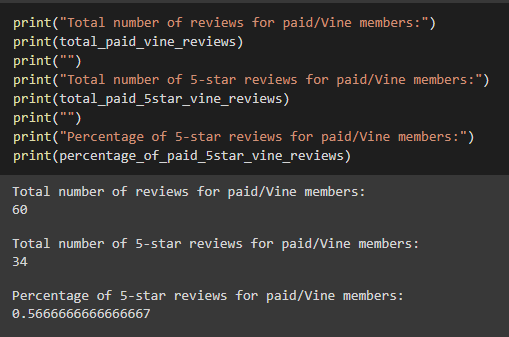 print("Total number of reviews for paid/Vine members:")
print(total_paid_vine_reviews)
print("")
print("Total number of 5-star reviews for paid/Vine members:")
print(total_paid_5star_vine_reviews)
print("")
print("Percentage of 5-star reviews for paid/Vine members:")
print(percentage_of_paid_5star_vine_reviews)
Total number of reviews for paid/Vine members:
60
Total number of 5-star reviews for paid/Vine members:
34
Percentage of 5-star reviews for paid/Vine members:
0.5666666666666667